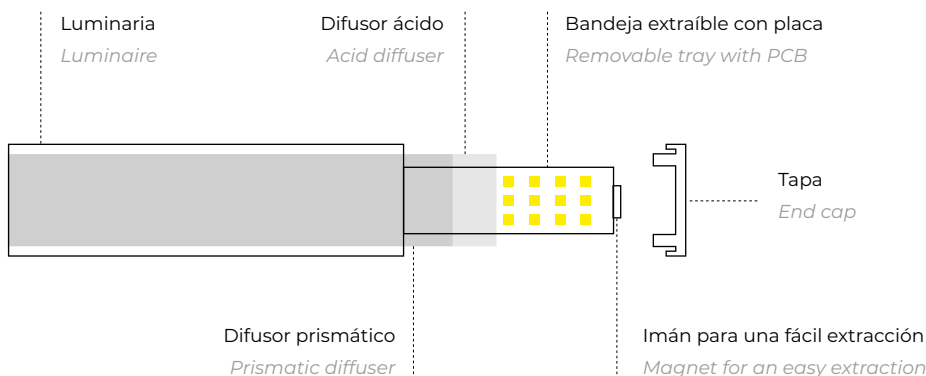 Luminaria
Luminaire
Difusor ácido
Acid diffuser
Bandeja extraíble con placa
Removable tray with PCB
Tapa
End cap
Difusor prismático
Prismatic diffuser
Imán para una fácil extracción
Magnet for an easy extraction